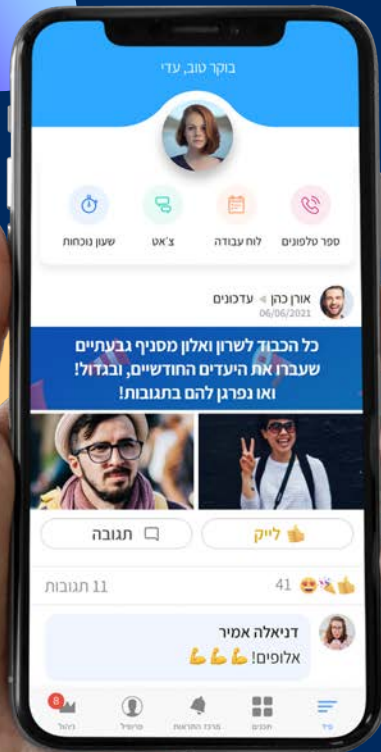 בוקר טוב, עדי
ספר טלפונים
לוח עבודה
צ'אט
שעון נוכחות
אורן כהן ◃ עדכונים
06/06/2021
כל הכבוד לשרון ואלון מסניף גבעתיים
שעברו את היעדים החודשיים, ובגדול!
ואו נפרגן להם בתגובות!
לייק
תגובה
41
11 תגובות
דניאלה אמיר
אלופים! 💪💪💪
פיד
תכנים
מרכז התראות
פרופיל
ניהול
8